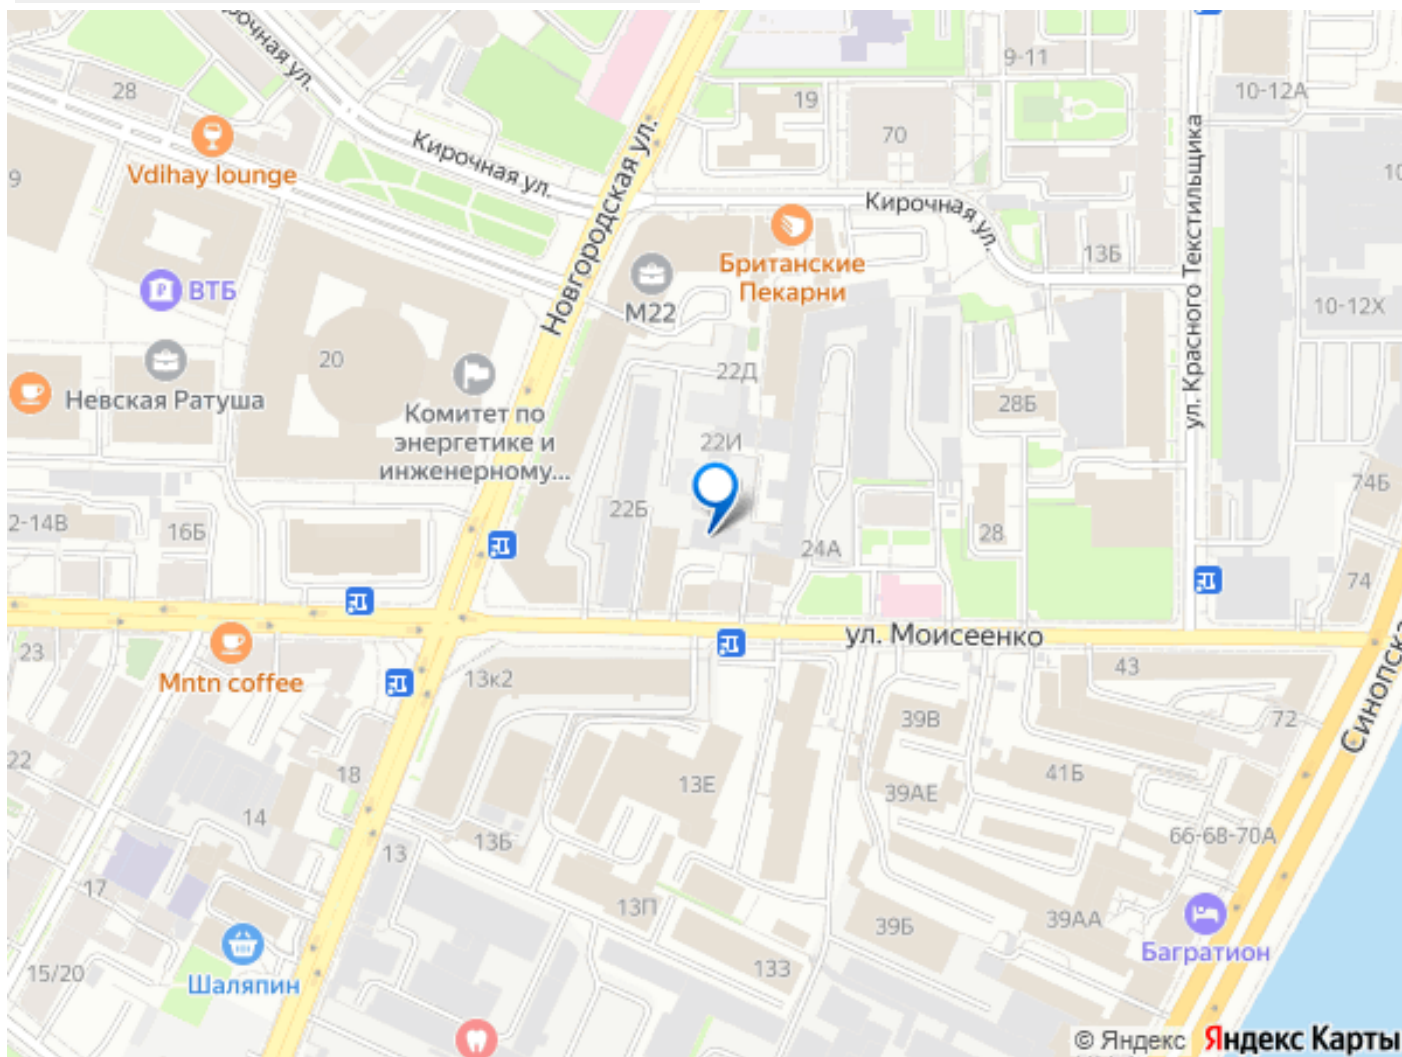 Кирочная ул.
28
Vdihay lounge
9
ВТБ
Невская Ратуша
20
Кирочная ул.
Новгородская ул.
19
70
9-11
10-12А
10
Кирочная ул.
Британские
Пекарни
М22
13Б
ул. Красного Текстильщика
10-12Х
Комитет по
энергетике и
инженерному...
22Д
22И
22Б
24А
28Б
28
74Б
74
2-14В
16Б
23
Mntn coffee
ул. Моисеенко
43
13к2
39В
72
Синопска
22
18
14
13Е
39АЕ
41Б
66-68-70А
13Б
13
17
13П
39Б
39АА
Багратион
Шаляпин
15/20
133
© Яндекс
Яндекс Карты